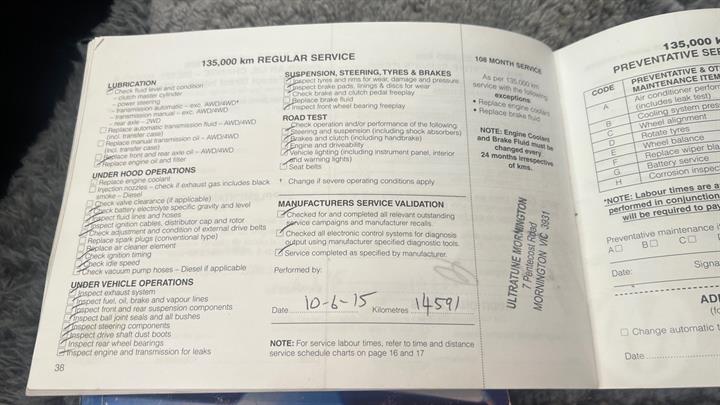 135,000 km REGULAR SERVICE
LUBRICATION
Check fluid level and condition
– clutch master cylinder
– power steering
– transmission automatic – exc. AWD/4WD*
– transmission manual – exc. AWD/4WD
– rear axle – 2WD
Replace automatic transmission fluid – AWD/4WD
(incl. transfer case)
Replace manual transmission oil – AWD/4WD
(incl. transfer case)
Replace front and rear axle oil – AWD/4WD
Replace engine oil and filter
UNDER HOOD OPERATIONS
Replace engine coolant
Injection nozzles – check if exhaust gas includes black
smoke – Diesel
Check valve clearance (if applicable)
Check battery electrolyte specific gravity and level
Inspect fluid lines and hoses
Inspect ignition cables, distributor cap and rotor
Check adjustment and condition of external drive belts
Replace spark plugs (conventional type)
Replace air cleaner element
Check ignition timing
Check idle speed
Check vacuum pump hoses – Diesel if applicable
UNDER VEHICLE OPERATIONS
Inspect exhaust system
Inspect fuel, oil, brake and vapour lines
Inspect front and rear suspension components
Inspect ball joint seals and all bushes
Inspect steering components
Inspect drive shaft dust boots
Inspect rear wheel bearings
Inspect engine and transmission for leaks
38
SUSPENSION, STEERING, TYRES & BRAKES
Inspect tyres and rims for wear, damage and pressure
Inspect brake pads, linings & discs for wear
Check brake and clutch pedal freeplay
Replace brake fluid
Inspect front wheel bearing freeplay
ROAD TEST
Check operation and/or performance of the following:
Steering and suspension (including shock absorbers)
Brakes and clutch (including handbrake)
Engine and driveability
Vehicle lighting (including instrument panel, interior
and warning lights)
Seat belts
* Change if severe operating conditions apply
MANUFACTURERS SERVICE VALIDATION
Checked for and completed all relevant outstanding
service campaigns and manufacturer recalls.
Checked all electronic control systems for diagnosis
output using manufacturer specified diagnostic tools.
Service completed as specified by manufacturer.
Performed by:
Date 10-6-15 Kilometres 14591
NOTE: For service labour times, refer to time and distance
service schedule charts on page 16 and 17
108 MONTH SERVICE
As per 135,000 km
service with the following
exceptions
• Replace engine coolant
• Replace brake fluid
NOTE: Engine Coolant
and Brake Fluid must be
changed every
24 months irrespective
of kms.
ULTRATUNE MORNINGTON
7 Pentecost Road
MORNINGTON VIC 3931
135,000
PREVENTATIVE
CODE
PREVENTATIVE &
MAINTENANCE ITEM
A Air conditioner
(includes leak test)
B Cooling system
C Wheel alignment
D Rotate tyres
E Wheel balance
F Replace wiper
G Battery service
H Corrosion
*NOTE: Labour times are
performed in conjunction
will be required to
Preventative maintenance
A B C
Date:
Change automatic
Date